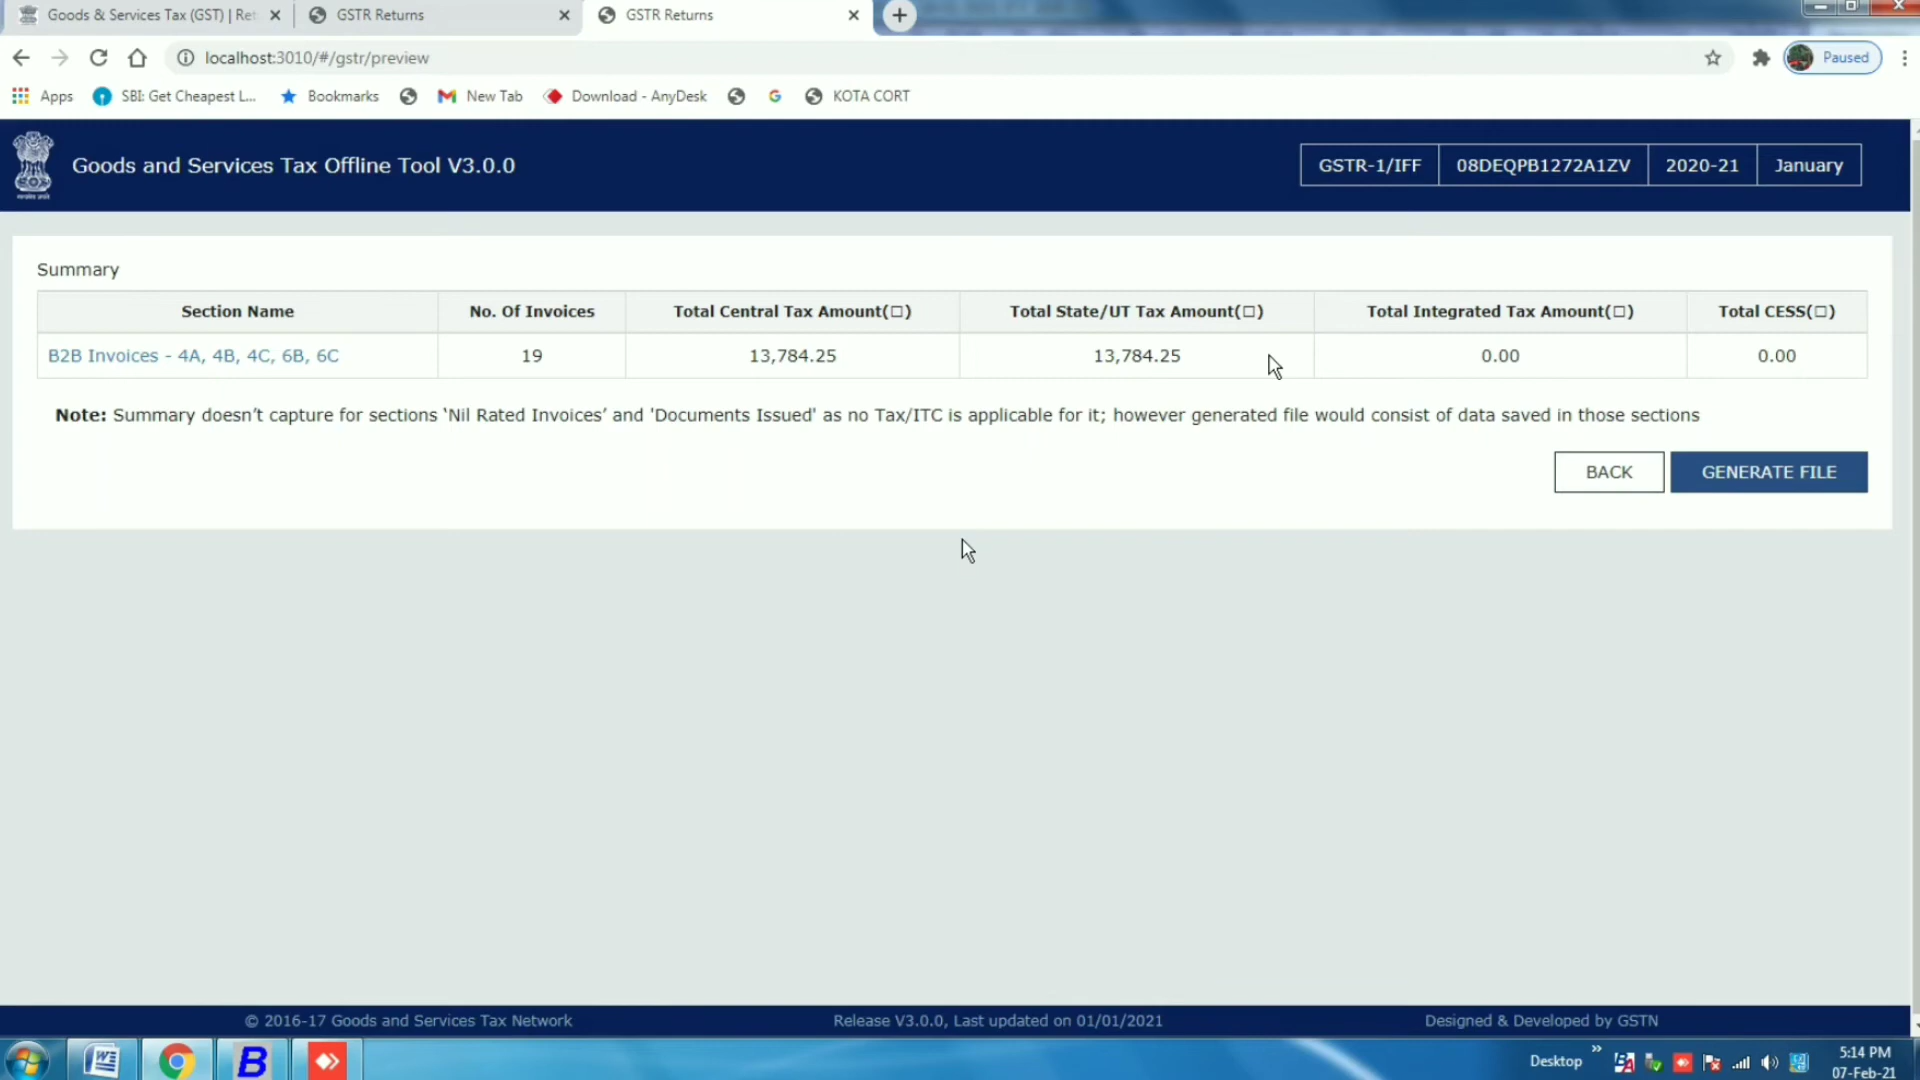 Goods & Services Tax (GST) | Ret
GSTR Returns
GSTR Returns
localhost:3010/#/gstr/preview
Paused
Apps
SBI: Get Cheapest L...
Bookmarks
New Tab
Download - AnyDesk
KOTA CORT
Goods and Services Tax Offline Tool V3.0.0
GSTR-1/IFF 08DEQPB1272A1ZV 2020-21 January
Summary
Section Name No. Of Invoices Total Central Tax Amount(□) Total State/UT Tax Amount(□) Total Integrated Tax Amount(□) Total CESS(□)
B2B Invoices - 4A, 4B, 4C, 6B, 6C 19 13,784.25 13,784.25 0.00 0.00
Note: Summary doesn’t capture for sections ‘Nil Rated Invoices’ and 'Documents Issued' as no Tax/ITC is applicable for it; however generated file would consist of data saved in those sections
BACK GENERATE FILE
© 2016-17 Goods and Services Tax Network Release V3.0.0, Last updated on 01/01/2021 Designed & Developed by GSTN
Desktop
5:14 PM
07-Feb-21